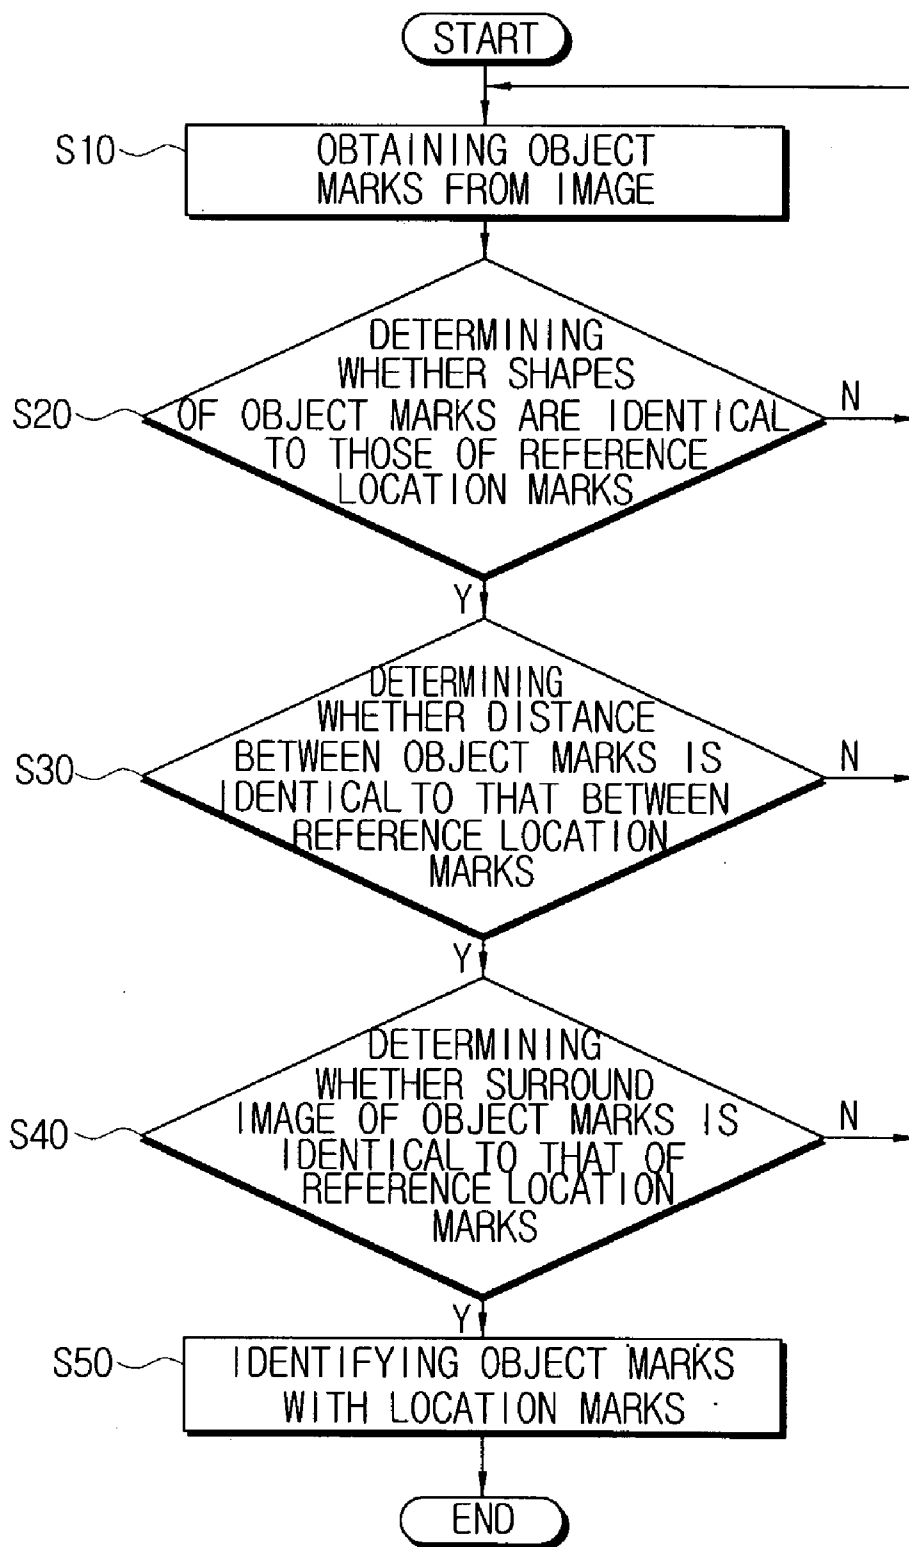 START
S10
OBTAINING OBJECT
MARKS FROM IMAGE
DETERMINING
WHETHER SHAPES
S20
OF OBJECT MARKS ARE IDENTICAL
N
TO THOSE OF REFERENCE
LOCATION MARKS
Y
DETERMINING
WHETHER DISTANCE
BETWEEN OBJECT MARKS IS
S30
N
IDENTICAL TO THAT BETWEEN
REFERENCE LOCATION
MARKS
Y
DETERMINING
WHETHER SURROUND
IMAGE OF OBJECT MARKS IS
S40
N
IDENTICAL TO THAT OF
REFERENCE LOCATION
MARKS
Y
S50
IDENTIFYING OBJECT MARKS
WITH LOCATION MARKS
END